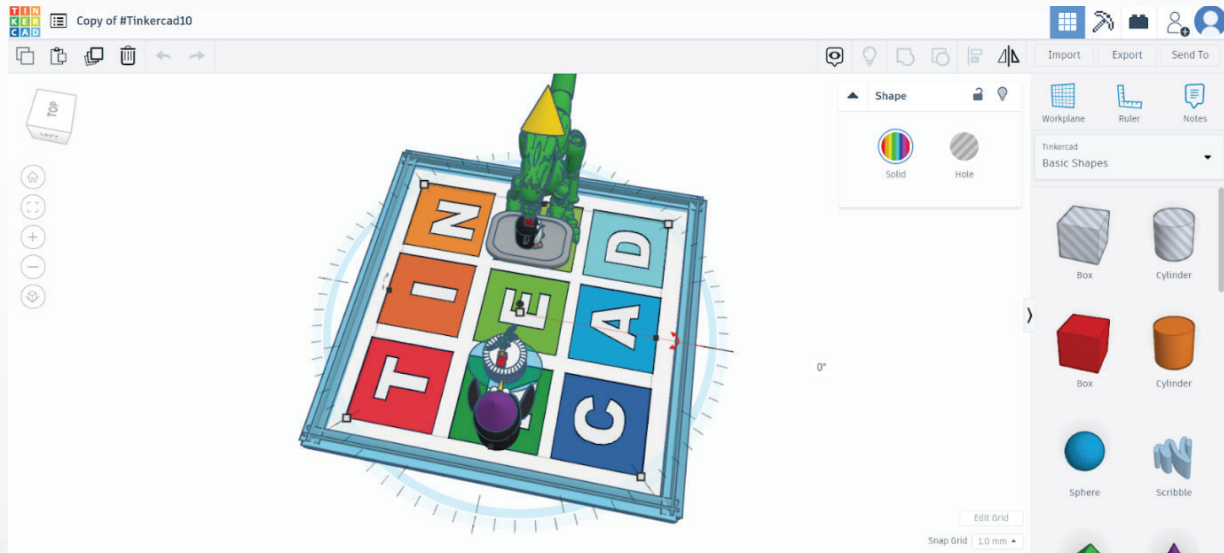 TIN
KER
CAD
Copy of #Tinkercad10
Import Export Send To
TOP
Shape
Solid Hole
Workplane Ruler Notes
Tinkercad
Basic Shapes
Box Cylinder
Box Cylinder
Sphere Scribble
T I N
E
C A D
0°
Edit Grid
Snap Grid 1.0 mm